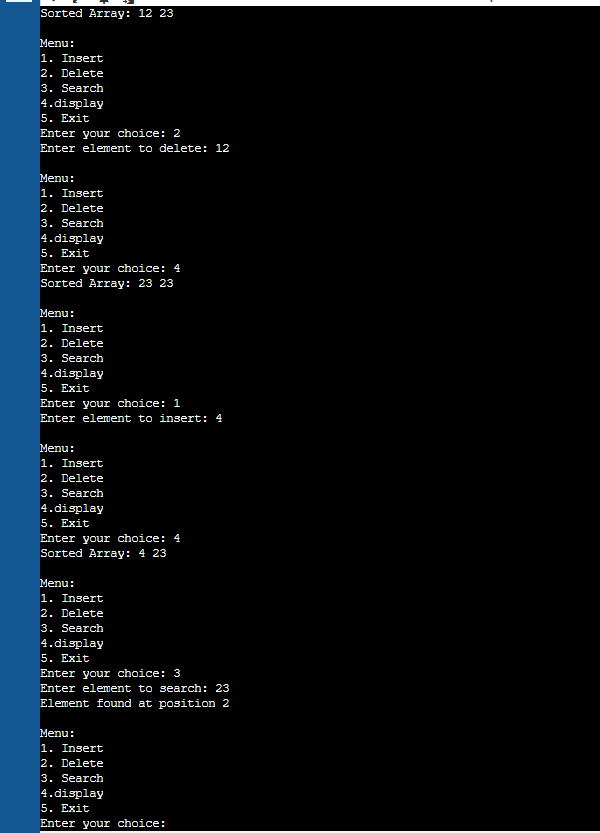 Sorted Array: 12 23
Menu:
1. Insert
2. Delete
3. Search
4.display
5. Exit
Enter your choice: 2
Enter element to delete: 12
Menu:
1. Insert
2. Delete
3. Search
4.display
5. Exit
Enter your choice: 4
Sorted Array: 23 23
Menu:
1. Insert
2. Delete
3. Search
4.display
5. Exit
Enter your choice: 1
Enter element to insert: 4
Menu:
1. Insert
2. Delete
3. Search
4.display
5. Exit
Enter your choice: 4
Sorted Array: 4 23
Menu:
1. Insert
2. Delete
3. Search
4.display
5. Exit
Enter your choice: 3
Enter element to search: 23
Element found at position 2
Menu:
1. Insert
2. Delete
3. Search
4.display
5. Exit
Enter your choice: